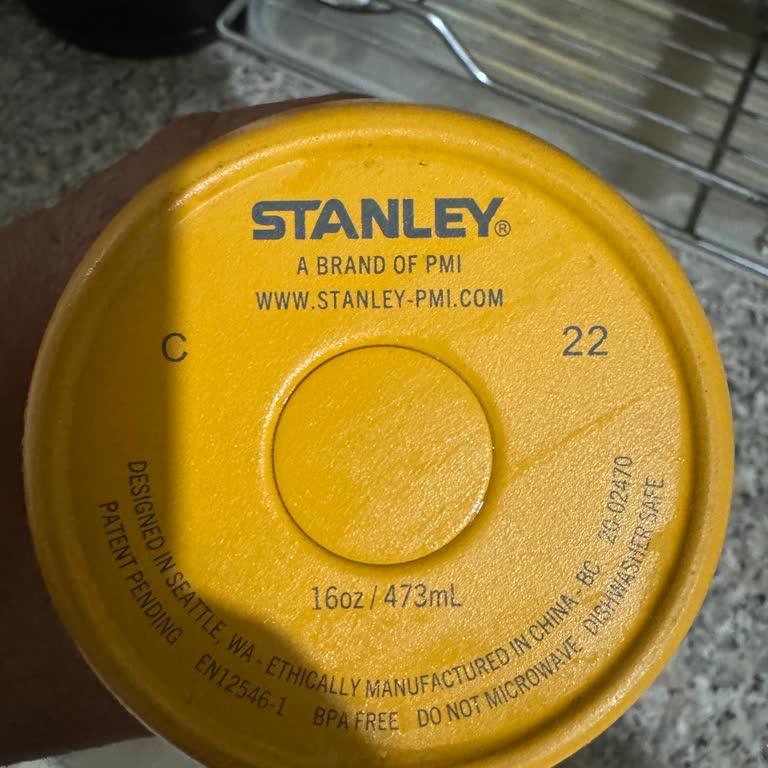 STANLEY®
A BRAND OF PMI
WWW.STANLEY-PMI.COM
C 22
16oz / 473mL
DESIGNED IN SEATTLE, WA - ETHICALLY MANUFACTURED IN CHINA - BC 20-02470
PATENT PENDING EN12546-1 BPA FREE DO NOT MICROWAVE DISHWASHER SAFE